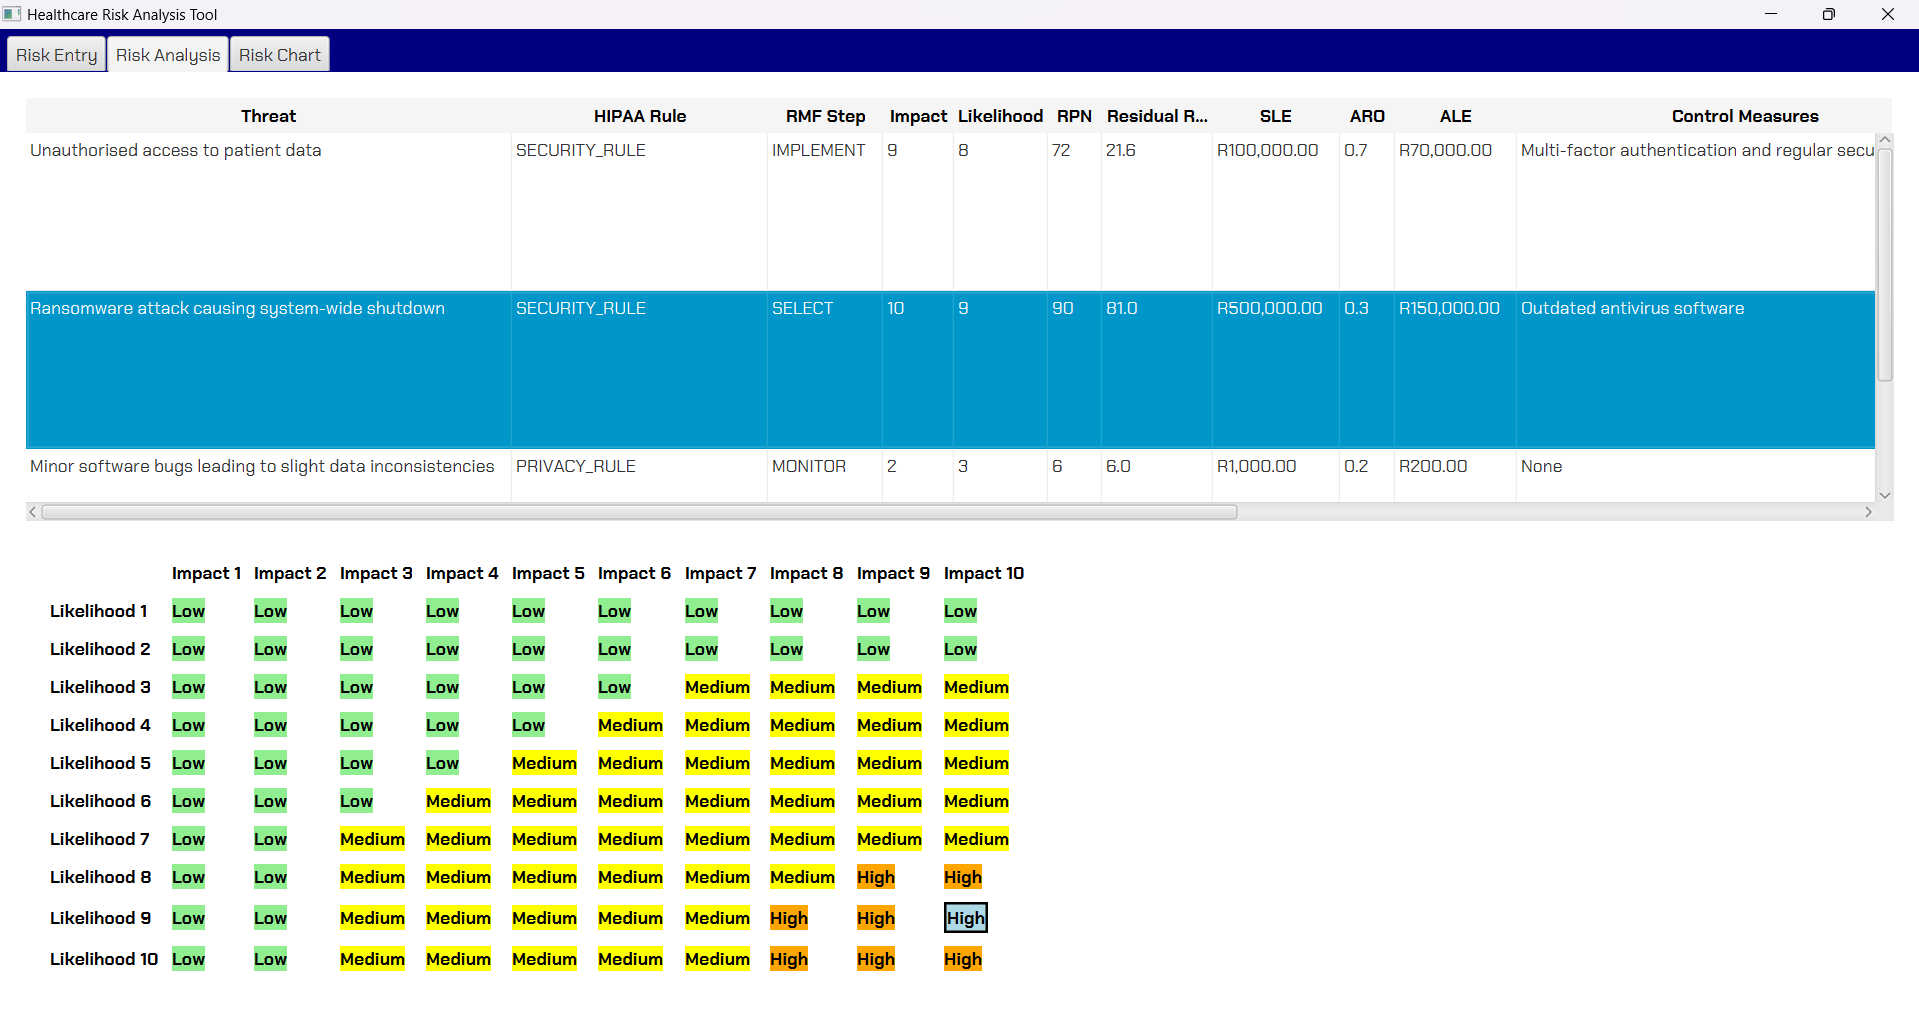 Healthcare Risk Analysis Tool
Risk Entry Risk Analysis Risk Chart
Threat HIPAA Rule RMF Step Impact Likelihood RPN Residual R... SLE ARO ALE Control Measures
Unauthorised access to patient data SECURITY_RULE IMPLEMENT 9 8 72 21.6 R100,000.00 0.7 R70,000.00 Multi-factor authentication and regular secu
Ransomware attack causing system-wide shutdown SECURITY_RULE SELECT 10 9 90 81.0 R500,000.00 0.3 R150,000.00 Outdated antivirus software
Minor software bugs leading to slight data inconsistencies PRIVACY_RULE MONITOR 2 3 6 6.0 R1,000.00 0.2 R200.00 None
Impact 1 Impact 2 Impact 3 Impact 4 Impact 5 Impact 6 Impact 7 Impact 8 Impact 9 Impact 10
Likelihood 1 Low Low Low Low Low Low Low Low Low Low
Likelihood 2 Low Low Low Low Low Low Low Low Low Low
Likelihood 3 Low Low Low Low Low Low Medium Medium Medium Medium
Likelihood 4 Low Low Low Low Low Medium Medium Medium Medium Medium
Likelihood 5 Low Low Low Low Medium Medium Medium Medium Medium Medium
Likelihood 6 Low Low Low Medium Medium Medium Medium Medium Medium Medium
Likelihood 7 Low Low Medium Medium Medium Medium Medium Medium Medium Medium
Likelihood 8 Low Low Medium Medium Medium Medium Medium Medium High High
Likelihood 9 Low Low Medium Medium Medium Medium Medium High High High
Likelihood 10 Low Low Medium Medium Medium Medium Medium High High High